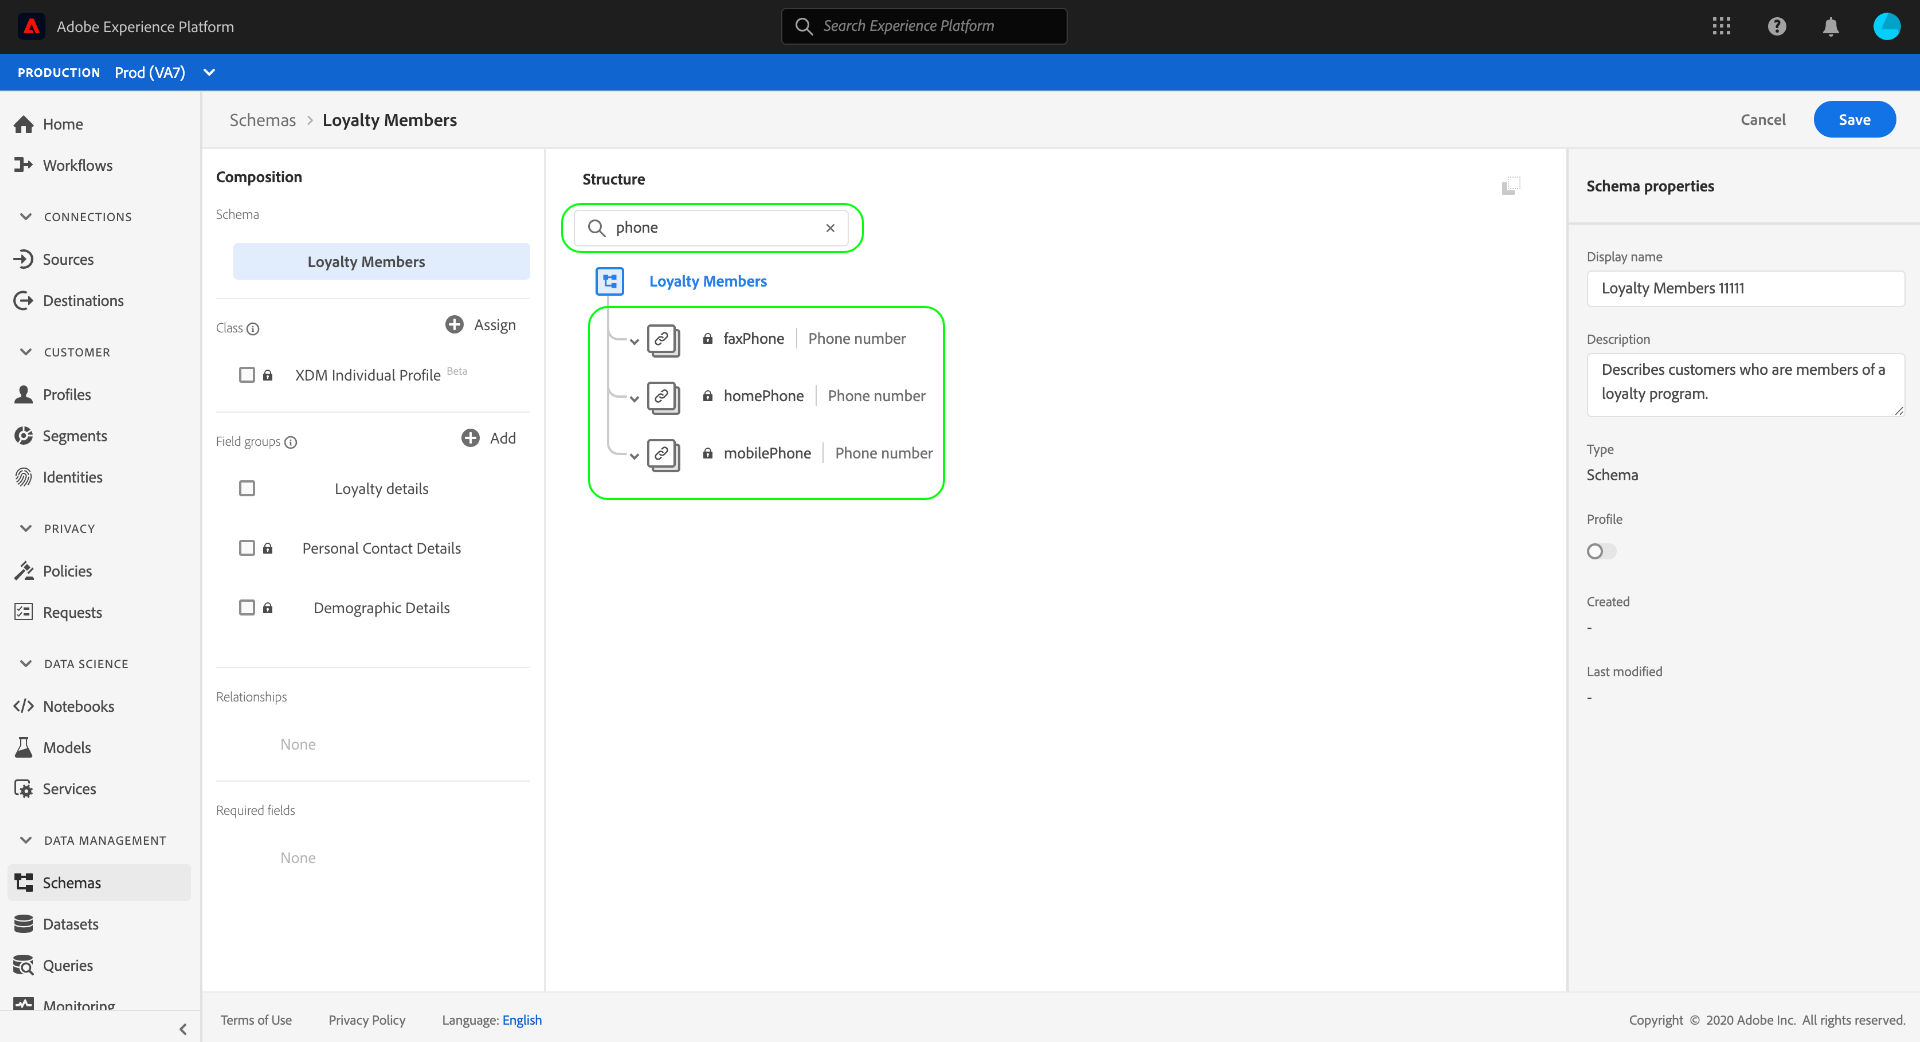 Adobe Experience Platform
Search Experience Platform
PRODUCTION Prod (VA7)
Home
Workflows
CONNECTIONS
Sources
Destinations
CUSTOMER
Profiles
Segments
Identities
PRIVACY
Policies
Requests
DATA SCIENCE
Notebooks
Models
Services
DATA MANAGEMENT
Schemas
Datasets
Queries
Monitoring
Schemas > Loyalty Members
Cancel
Save
Composition
Schema
Loyalty Members
Class
Assign
XDM Individual Profile Beta
Field groups
Add
Loyalty details
Personal Contact Details
Demographic Details
Relationships
None
Required fields
None
Structure
phone
Loyalty Members
faxPhone | Phone number
homePhone | Phone number
mobilePhone | Phone number
Schema properties
Display name
Loyalty Members 11111
Description
Describes customers who are members of a
loyalty program.
Type
Schema
Profile
Created
-
Last modified
-
Terms of Use Privacy Policy Language: English
Copyright © 2020 Adobe Inc. All rights reserved.